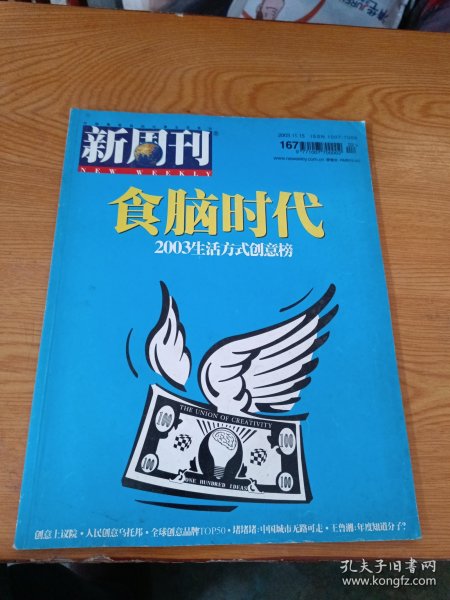 新周刊
NEW WEEKLY
2003.11.15
167
www.newweekly.com.cn
食脑时代
2003生活方式创意榜
THE UNION OF CREATIVITY
100
100
100
100
ONE HUNDRED IDEAS
创意上议院·人民创意乌托邦·全球创意品牌TOP50·堵堵堵:中国城市无路可走·王鲁湘:年度知道分子?
孔夫子旧书网
www.kongfz.com